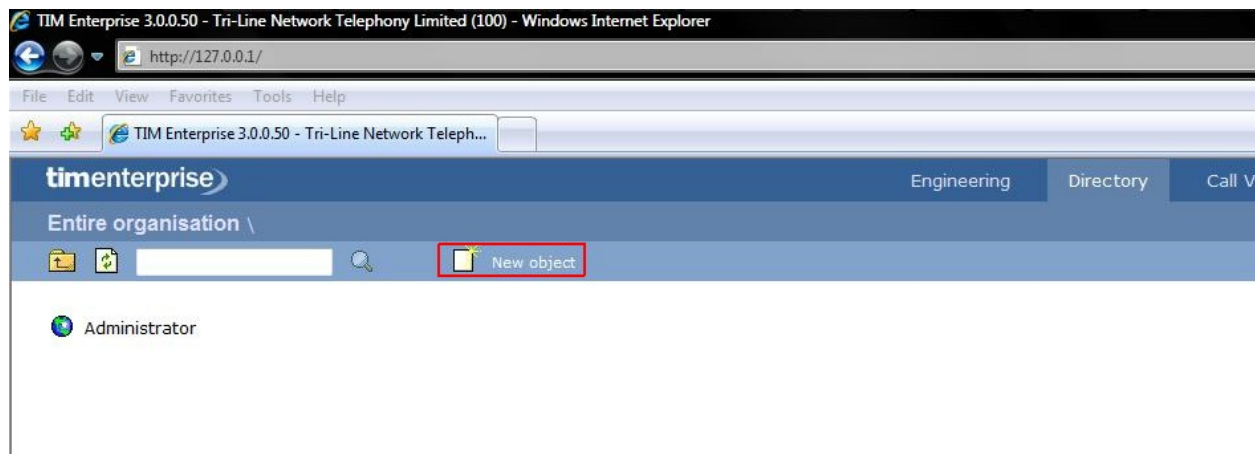 TIM Enterprise 3.0.0.50 - Tri-Line Network Telephony Limited (100) - Windows Internet Explorer
http://127.0.0.1/
File Edit View Favorites Tools Help
TIM Enterprise 3.0.0.50 - Tri-Line Network Teleph...
timenterprise
Engineering Directory Call V
Entire organisation \
New object
Administrator